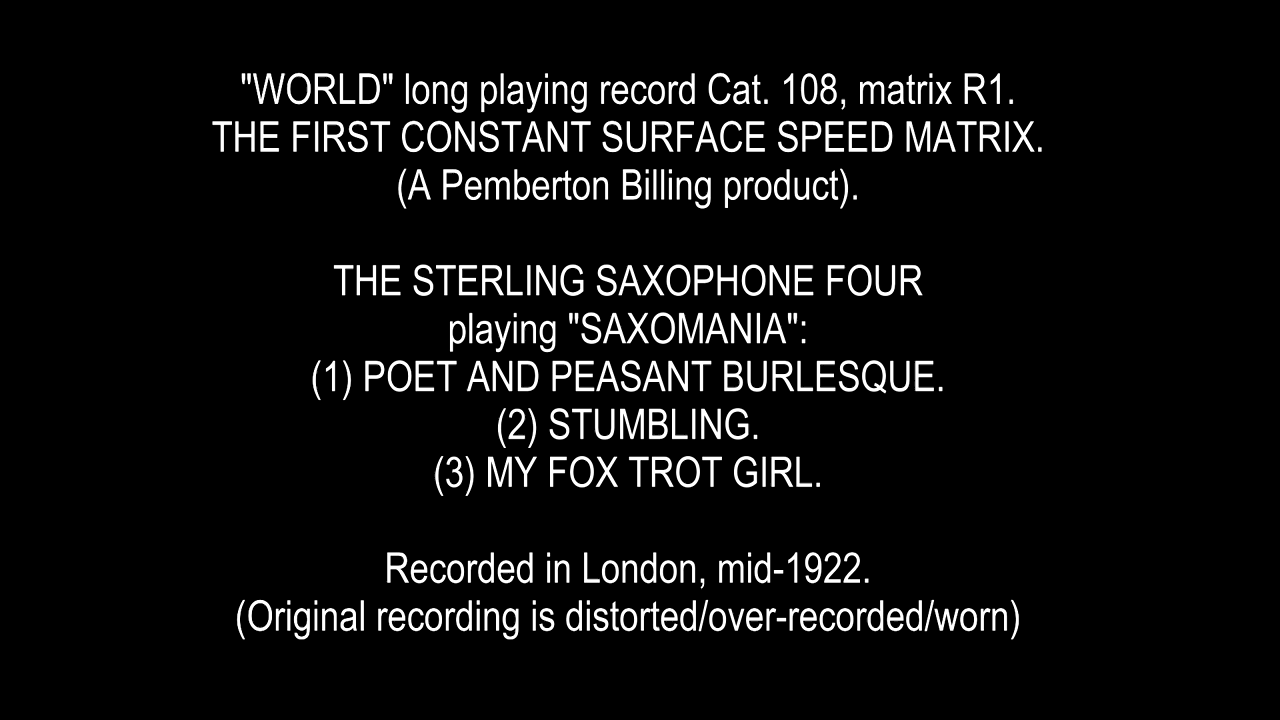 "WORLD" long playing record Cat. 108, matrix R1.
THE FIRST CONSTANT SURFACE SPEED MATRIX.
(A Pemberton Billing product).
THE STERLING SAXOPHONE FOUR
playing "SAXOMANIA":
(1) POET AND PEASANT BURLESQUE.
(2) STUMBLING.
(3) MY FOX TROT GIRL.
Recorded in London, mid-1922.
(Original recording is distorted/over-recorded/worn)